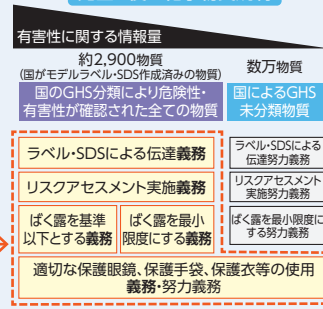 有害性に関する情報量
約2,900物質
(国がモデルラベル・SDS作成済みの物質)
数万物質
国のGHS分類により危険性・
有害性が確認された全ての物質
国によるGHS
未分類物質
ラベル・SDSによる伝達義務
ラベル・SDSによる
伝達努力義務
リスクアセスメント実施義務
リスクアセスメント
実施努力義務
ばく露を基準
以下とする義務
ばく露を最小
限度にする義務
ばく露を最小限度に
する努力義務
適切な保護眼鏡、保護手袋、保護衣等の使用
義務・努力義務